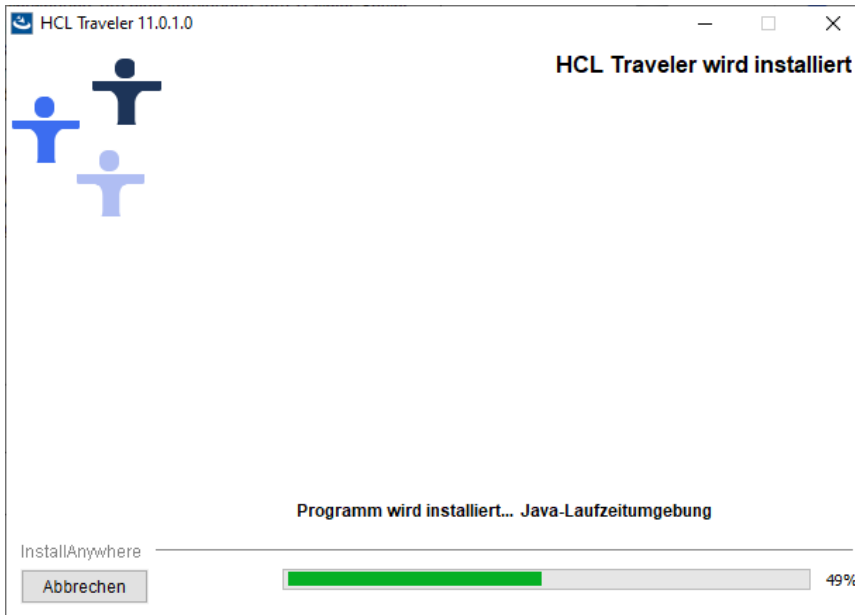 HCL Traveler 11.0.1.0
HCL Traveler wird installiert
Programm wird installiert... Java-Laufzeitumgebung
InstallAnywhere
Abbrechen
49%